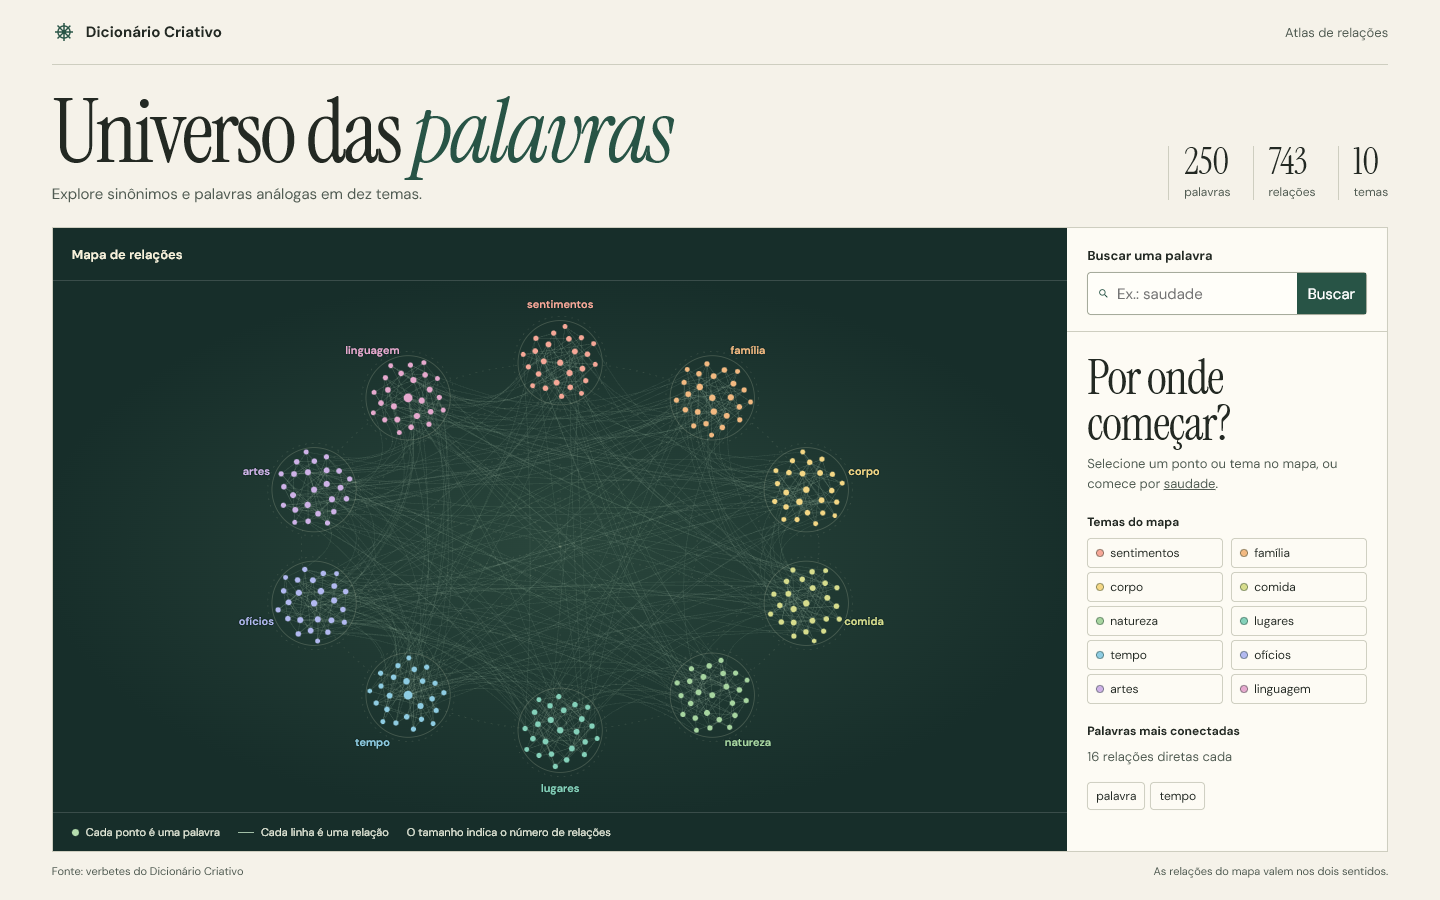 Dicionário Criativo
Atlas de relações
Universo das palavras
Explore sinônimos e palavras análogas em dez temas.
250
palavras
743
relações
10
temas
Mapa de relações
sentimentos
linguagem
família
artes
corpo
ofícios
comida
tempo
natureza
lugares
Cada ponto é uma palavra
Cada linha é uma relação
O tamanho indica o número de relações
Buscar uma palavra
Ex.: saudade
Buscar
Por onde
começar?
Selecione um ponto ou tema no mapa, ou
comece por saudade.
Temas do mapa
sentimentos
família
corpo
comida
natureza
lugares
tempo
ofícios
artes
linguagem
Palavras mais conectadas
16 relações diretas cada
palavra
tempo
Fonte: verbetes do Dicionário Criativo
As relações do mapa valem nos dois sentidos.